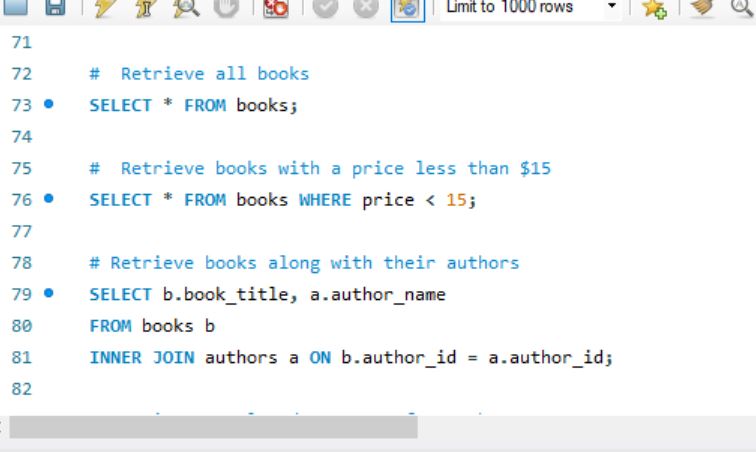 Limit to 1000 rows
71
72 #  Retrieve all books
73 SELECT * FROM books;
74
75 #  Retrieve books with a price less than $15
76 SELECT * FROM books WHERE price < 15;
77
78 # Retrieve books along with their authors
79 SELECT b.book_title, a.author_name
80 FROM books b
81 INNER JOIN authors a ON b.author_id = a.author_id;
82